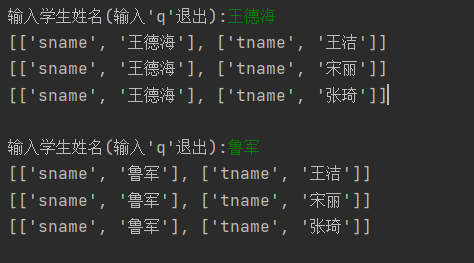 输入学生姓名(输入'q'退出):王德海
[['sname', '王德海'], ['tname', '王洁']]
[['sname', '王德海'], ['tname', '宋丽']]
[['sname', '王德海'], ['tname', '张琦']]
输入学生姓名(输入'q'退出):鲁军
[['sname', '鲁军'], ['tname', '王洁']]
[['sname', '鲁军'], ['tname', '宋丽']]
[['sname', '鲁军'], ['tname', '张琦']]